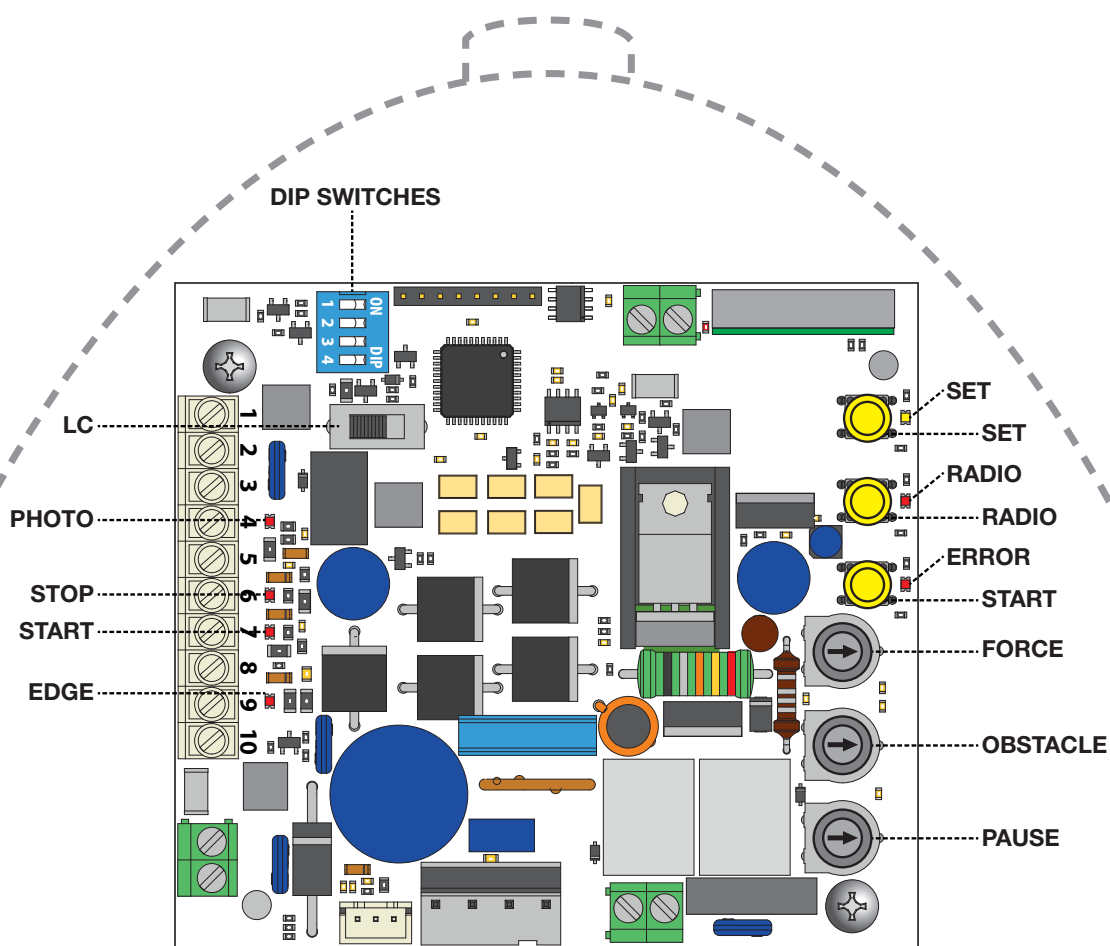 DIP SWITCHES
ON
DIP
1
2
3
4
LC
PHOTO
STOP
START
EDGE
1
2
3
4
5
6
7
8
9
10
SET
SET
RADIO
RADIO
ERROR
START
FORCE
OBSTACLE
PAUSE